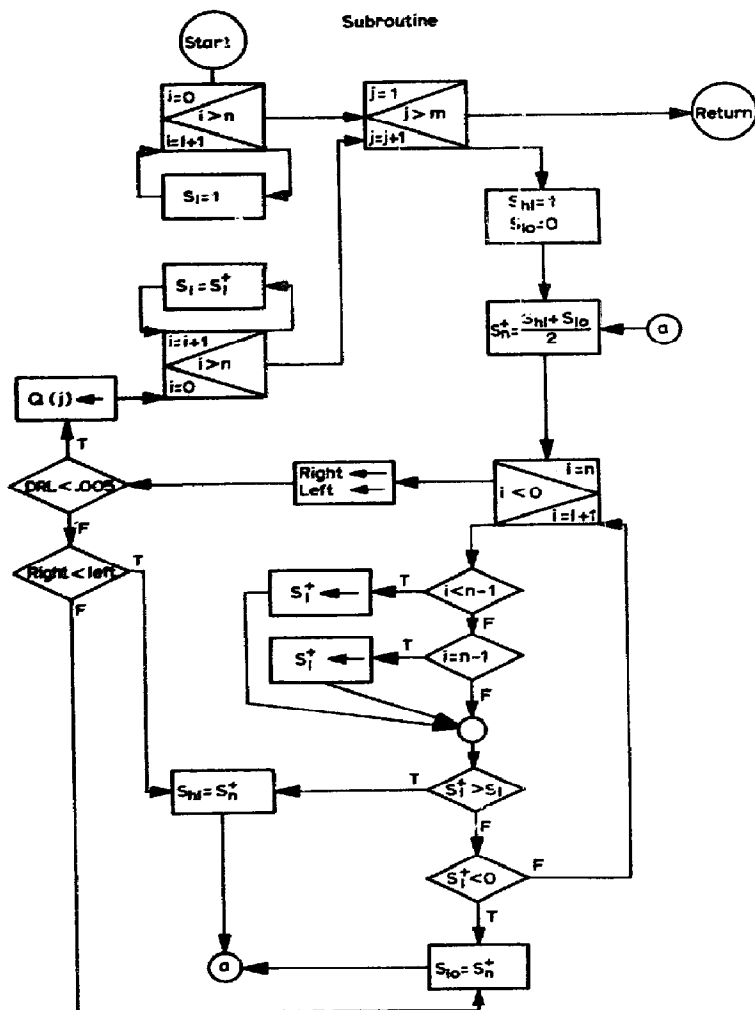 Subroutine
Start
i=0
i>n
i=i+1
j=1
j>m
j=j+1
Return
S_i=1
S_hi=1
S_lo=0
S_i=S_i^+
S_n^+=(S_hi+S_lo)/2
a
i=i+1
i>n
i=0
Q(j) ←
T
DRL<.005
F
Right ←
Left ←
i=n
i<0
i=i+1
Right<left
T
F
S_i^+ ←
T
i<n-1
F
S_i^+ ←
T
i=n-1
F
S_hi=S_n^+
T
S_i^+>S_i
F
S_i^+<0
F
T
a
S_lo=S_n^+